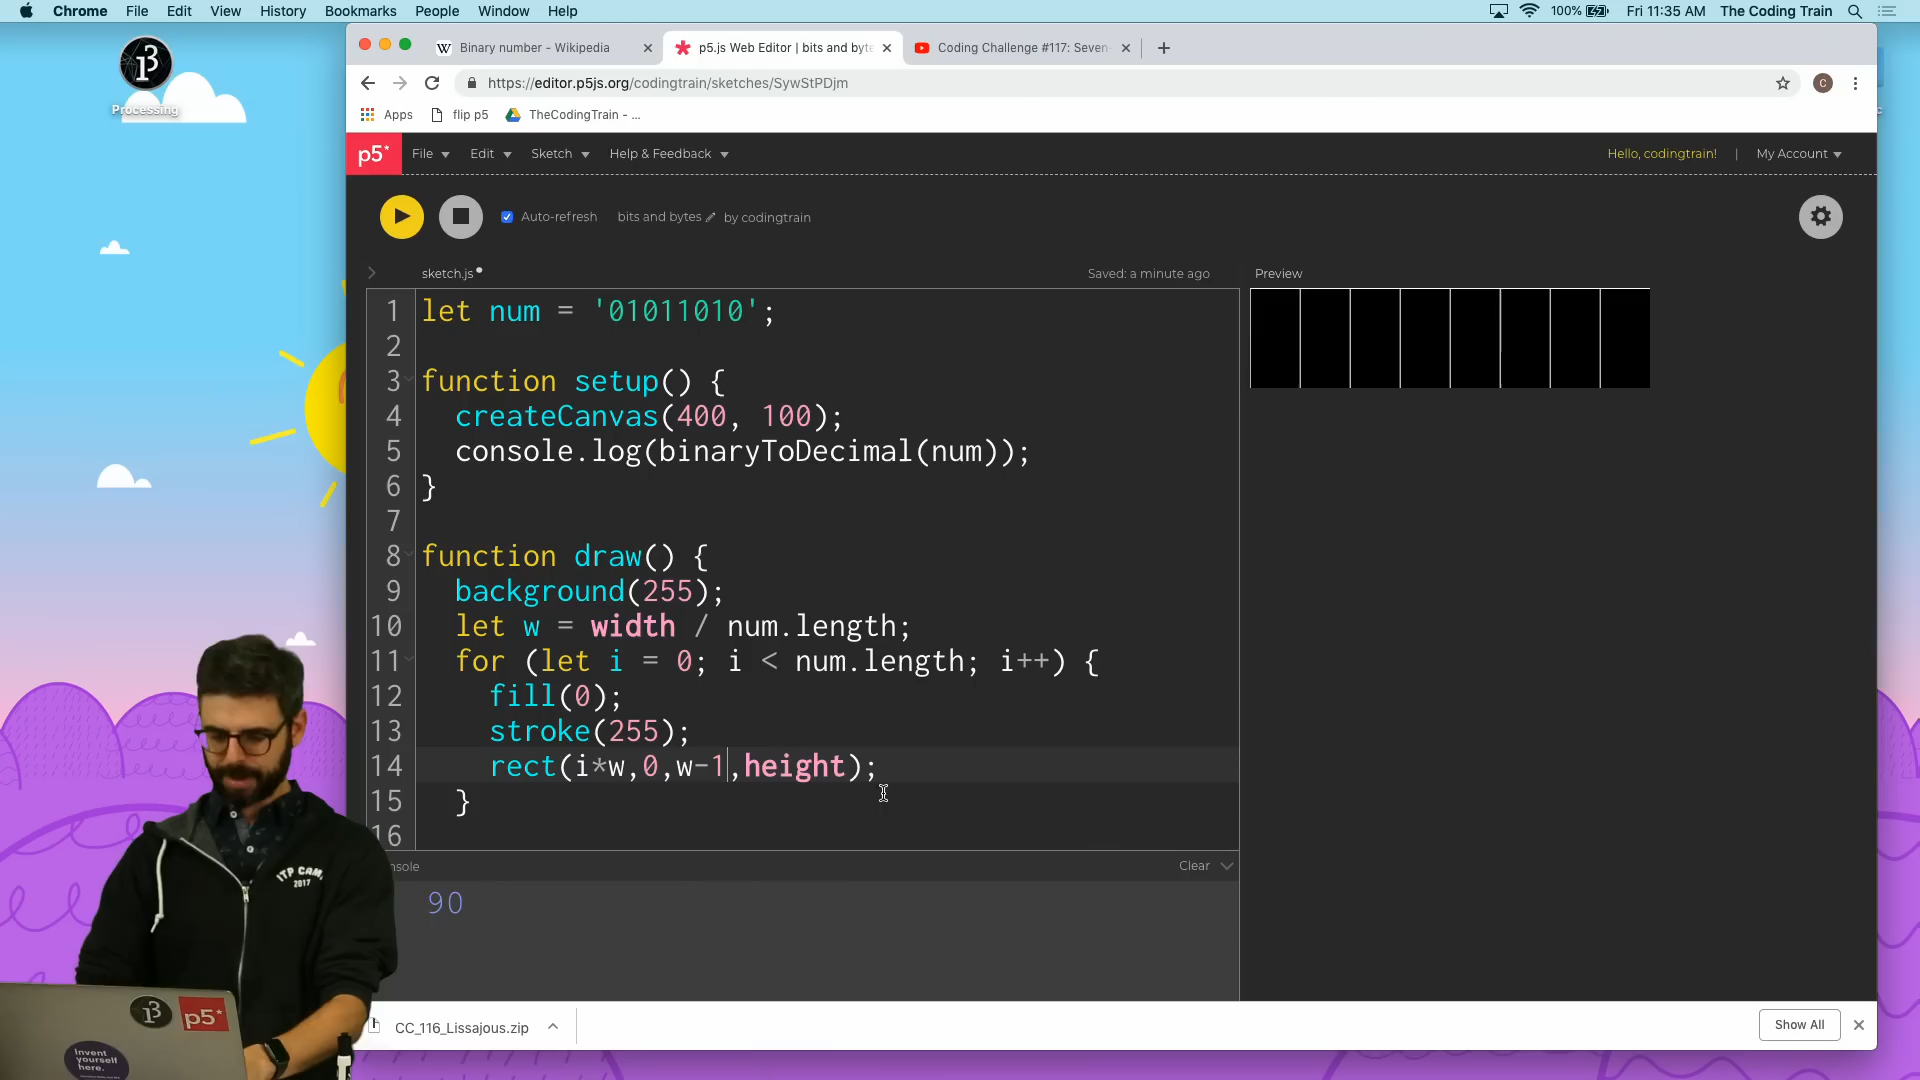 Chrome File Edit View History Bookmarks People Window Help 100% Fri 11:35 AM The Coding Train
Processing
Binary number - Wikipedia
p5.js Web Editor | bits and byte
Coding Challenge #117: Seven-
https://editor.p5js.org/codingtrain/sketches/SywStPDjm
C
Apps flip p5 TheCodingTrain - ...
p5* File Edit Sketch Help & Feedback Hello, codingtrain! | My Account
Auto-refresh bits and bytes by codingtrain
sketch.js Saved: a minute ago Preview
1 let num = '01011010';
2
3 function setup() {
4 createCanvas(400, 100);
5 console.log(binaryToDecimal(num));
6 }
7
8 function draw() {
9 background(255);
10 let w = width / num.length;
11 for (let i = 0; i < num.length; i++) {
12 fill(0);
13 stroke(255);
14 rect(i*w,0,w-1,height);
15 }
16
nsole Clear
90
ITP CAMP
2017
CC_116_Lissajous.zip Show All
p5*
Invent
yourself
here.